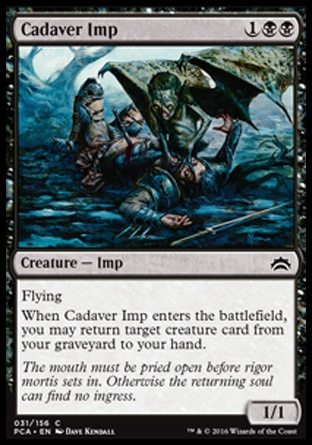 Cadaver Imp 1
Creature — Imp
Flying
When Cadaver Imp enters the battlefield,
you may return target creature card from
your graveyard to your hand.
The mouth must be pried open before rigor
mortis sets in. Otherwise the returning soul
can find no ingress.
1/1
031/156 C
PCA • EN Dave Kendall
™ & © 2016 Wizards of the Coast